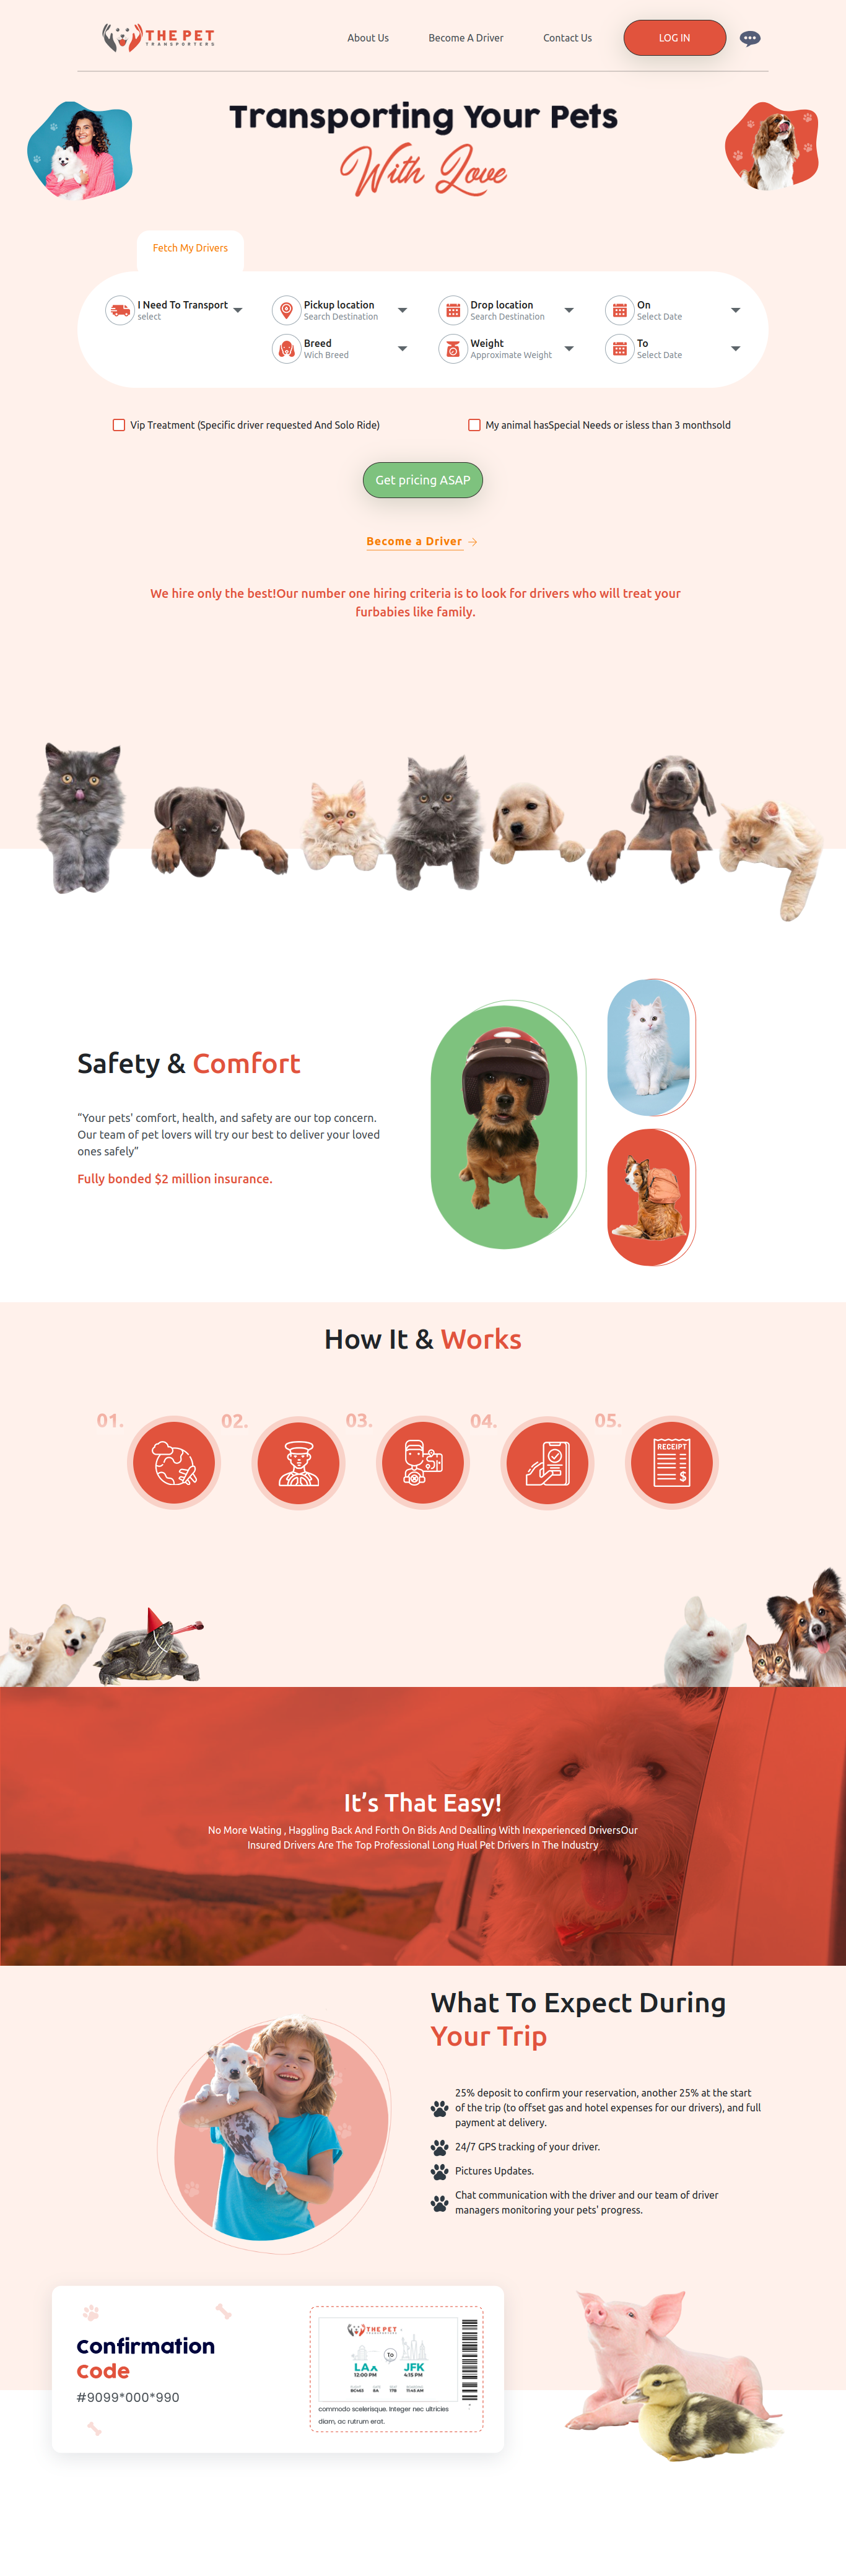 THE PET
TRANSPORTERS
About Us
Become A Driver
Contact Us
LOG IN
Transporting Your Pets
With Love
Fetch My Drivers
I Need To Transport
select
Pickup location
Search Destination
Drop location
Search Destination
On
Select Date
Breed
Wich Breed
Weight
Approximate Weight
To
Select Date
Vip Treatment (Specific driver requested And Solo Ride)
My animal hasSpecial Needs or isless than 3 monthsold
Get pricing ASAP
Become a Driver
We hire only the best!Our number one hiring criteria is to look for drivers who will treat your
furbabies like family.
Safety & Comfort
"Your pets' comfort, health, and safety are our top concern.
Our team of pet lovers will try our best to deliver your loved
ones safely"
Fully bonded $2 million insurance.
How It & Works
01.
02.
03.
04.
05.
RECEIPT
$
It's That Easy!
No More Wating , Haggling Back And Forth On Bids And Dealling With Inexperienced DriversOur
Insured Drivers Are The Top Professional Long Hual Pet Drivers In The Industry
What To Expect During
Your Trip
25% deposit to confirm your reservation, another 25% at the start
of the trip (to offset gas and hotel expenses for our drivers), and full
payment at delivery.
24/7 GPS tracking of your driver.
Pictures Updates.
Chat communication with the driver and our team of driver
managers monitoring your pets' progress.
Confirmation
Code
#9099*000*990
THE PET
To
JFK
12:00 PM
4:15 PM
commodo scelerisque. Integer nec ultricies
diam, ac rutrum erat.